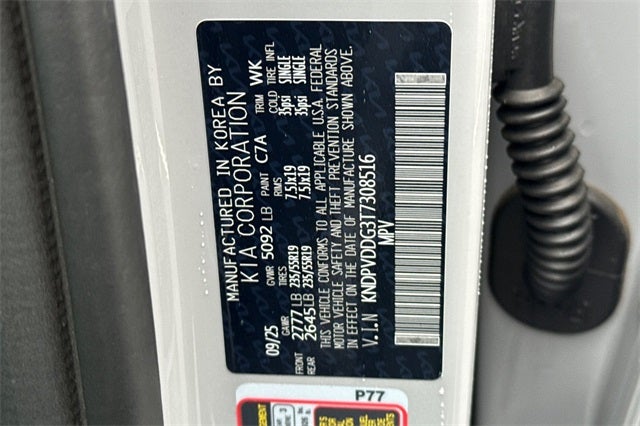 MANUFACTURED IN KOREA BY
KIA CORPORATION
09/25 GVWR 5092 LB PAINT C7A TRIM WK
GAWR TIRES RIMS COLD TIRE INFL
FRONT 2777 LB 235/55R19 7.5Jx19 35psi SINGLE
REAR 2645 LB 235/55R19 7.5Jx19 35psi SINGLE
THIS VEHICLE CONFORMS TO ALL APPLICABLE U.S.A. FEDERAL
MOTOR VEHICLE SAFETY AND THEFT PREVENTION STANDARDS
IN EFFECT ON THE DATE OF MANUFACTURE SHOWN ABOVE.
V.I.N KNDPVDDG3T7308516
MPV
P77